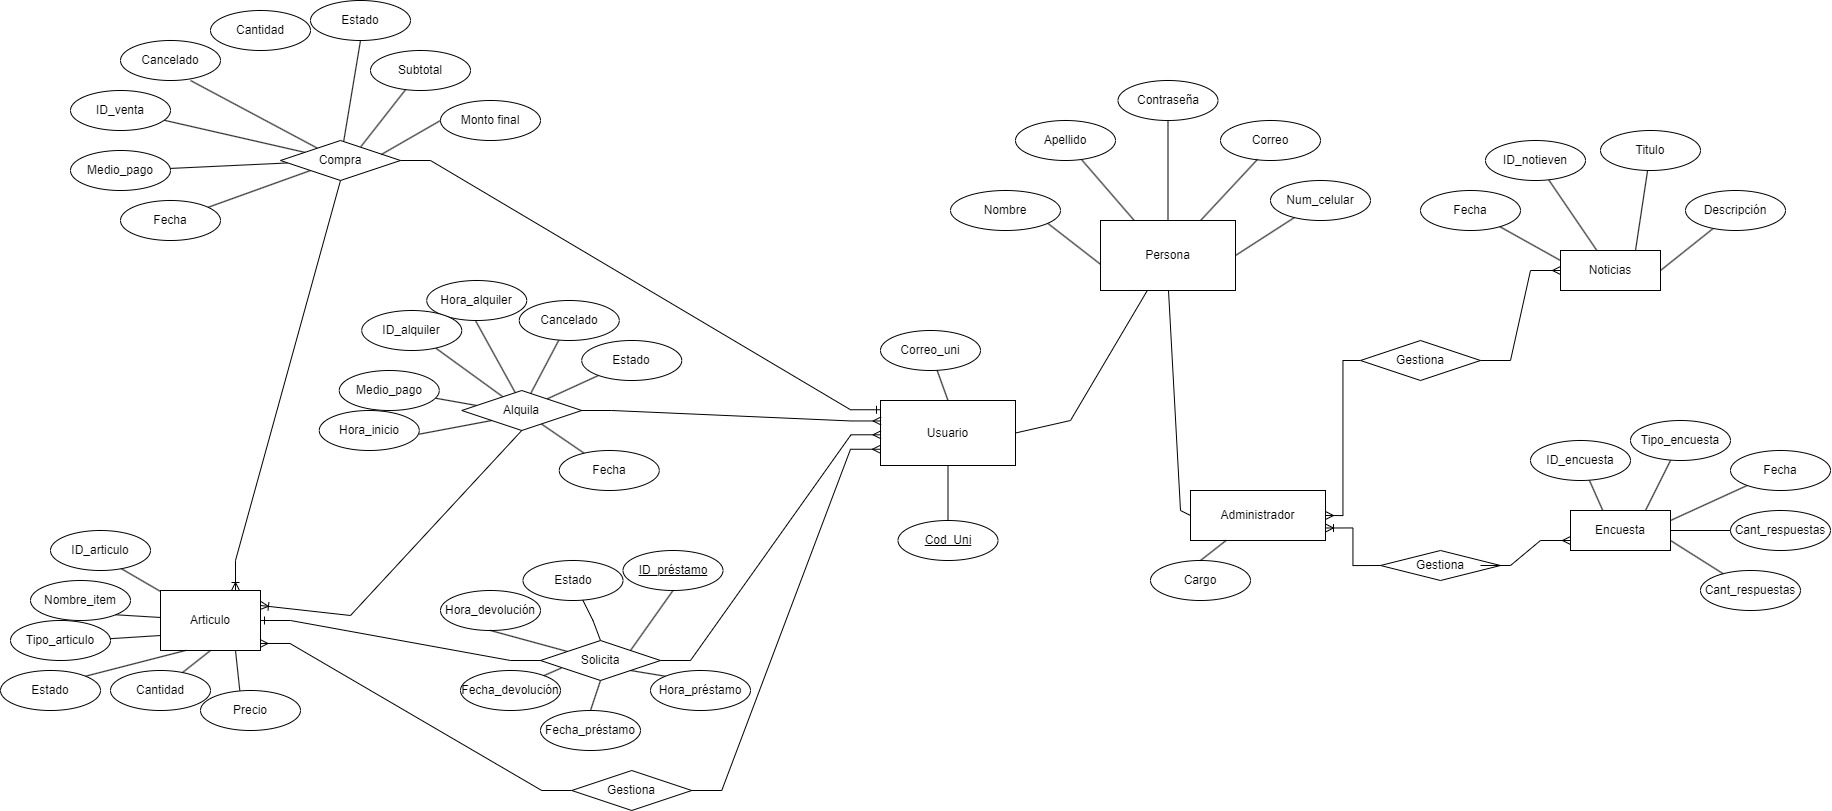 Estado
Cantidad
Cancelado
Subtotal
ID_venta
Monto final
Compra
Medio_pago
Fecha
Contraseña
Apellido
Correo
Nombre
Num_celular
Persona
ID_notieven
Titulo
Fecha
Descripción
Noticias
Hora_alquiler
ID_alquiler
Cancelado
Estado
Medio_pago
Alquila
Hora_inicio
Fecha
Correo_uni
Usuario
Cod_Uni
Gestiona
Administrador
Cargo
Tipo_encuesta
ID_encuesta
Fecha
Encuesta
Cant_respuestas
Gestiona
Cant_respuestas
ID_articulo
Nombre_item
Articulo
Tipo_articulo
Estado
Cantidad
Precio
Estado
ID_préstamo
Hora_devolución
Solicita
Fecha_devolución
Hora_préstamo
Fecha_préstamo
Gestiona